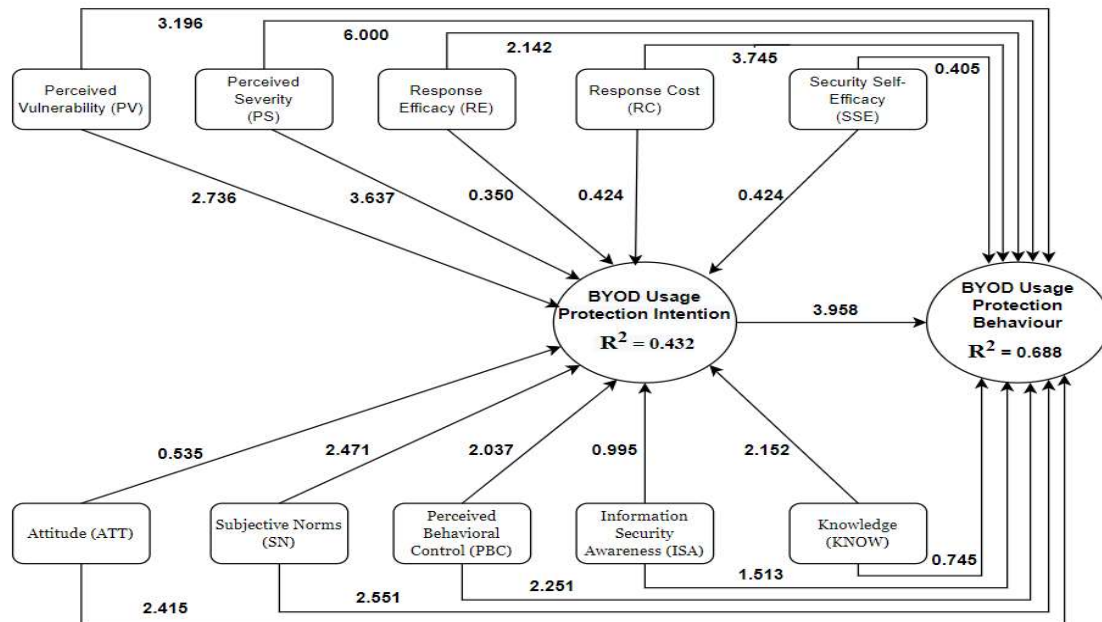 3.196
6.000
2.142
3.745
0.405
Perceived
Vulnerability (PV)
Perceived
Severity
(PS)
Response
Efficacy (RE)
Response Cost
(RC)
Security Self-
Efficacy
(SSE)
2.736
3.637
0.350
0.424
0.424
BYOD Usage
Protection Intention
R² = 0.432
3.958
BYOD Usage
Protection
Behaviour
R² = 0.688
0.535
2.471
2.037
0.995
2.152
Attitude (ATT)
Subjective Norms
(SN)
Perceived
Behavioral
Control (PBC)
Information
Security
Awareness (ISA)
Knowledge
(KNOW)
0.745
1.513
2.251
2.551
2.415